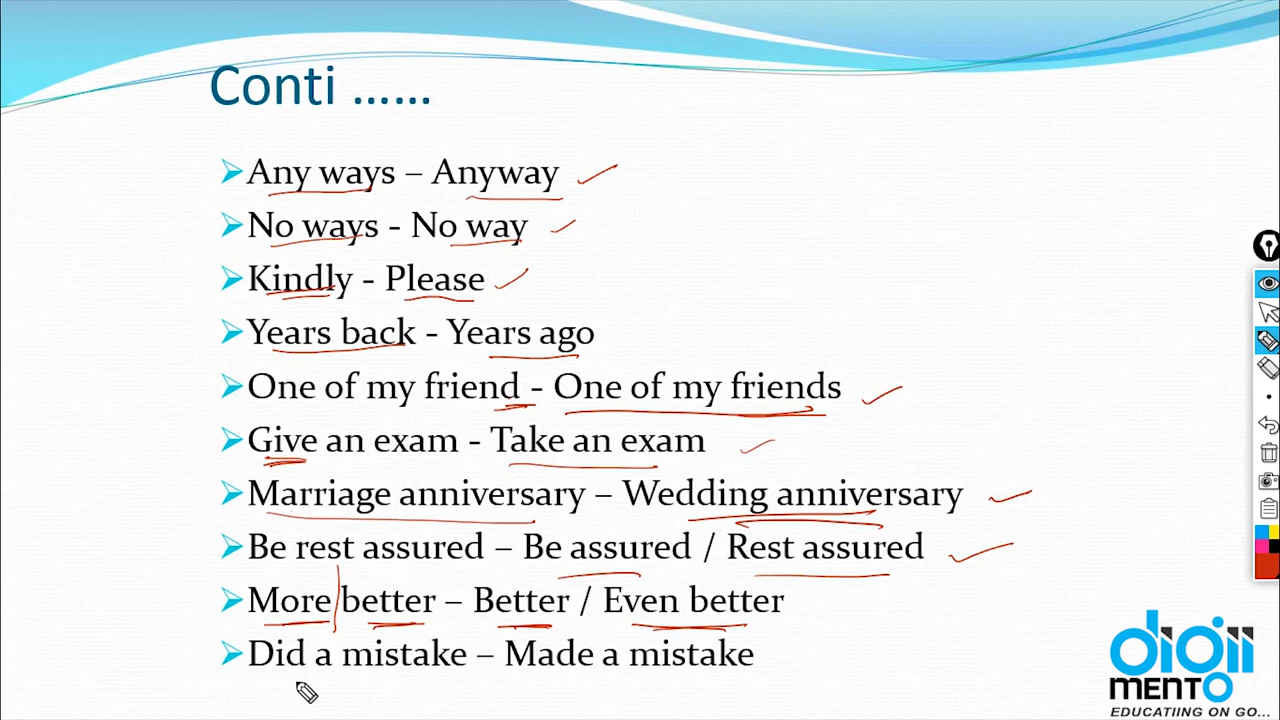 Conti ......
Any ways – Anyway
No ways - No way
Kindly - Please
Years back - Years ago
One of my friend - One of my friends
Give an exam - Take an exam
Marriage anniversary – Wedding anniversary
Be rest assured – Be assured / Rest assured
More better – Better / Even better
Did a mistake – Made a mistake
digii
MENTO
EDUCATIING ON GO...